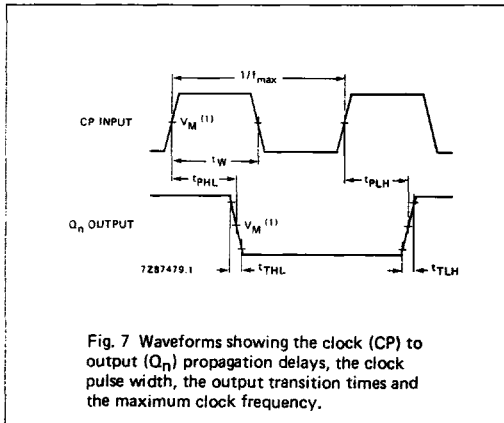 1/fmax
CP INPUT
VM (1)
tW
tPHL
tPLH
Qn OUTPUT
VM (1)
7Z87479.1
tTHL
tTLH
Fig. 7 Waveforms showing the clock (CP) to
output (Qn) propagation delays, the clock
pulse width, the output transition times and
the maximum clock frequency.